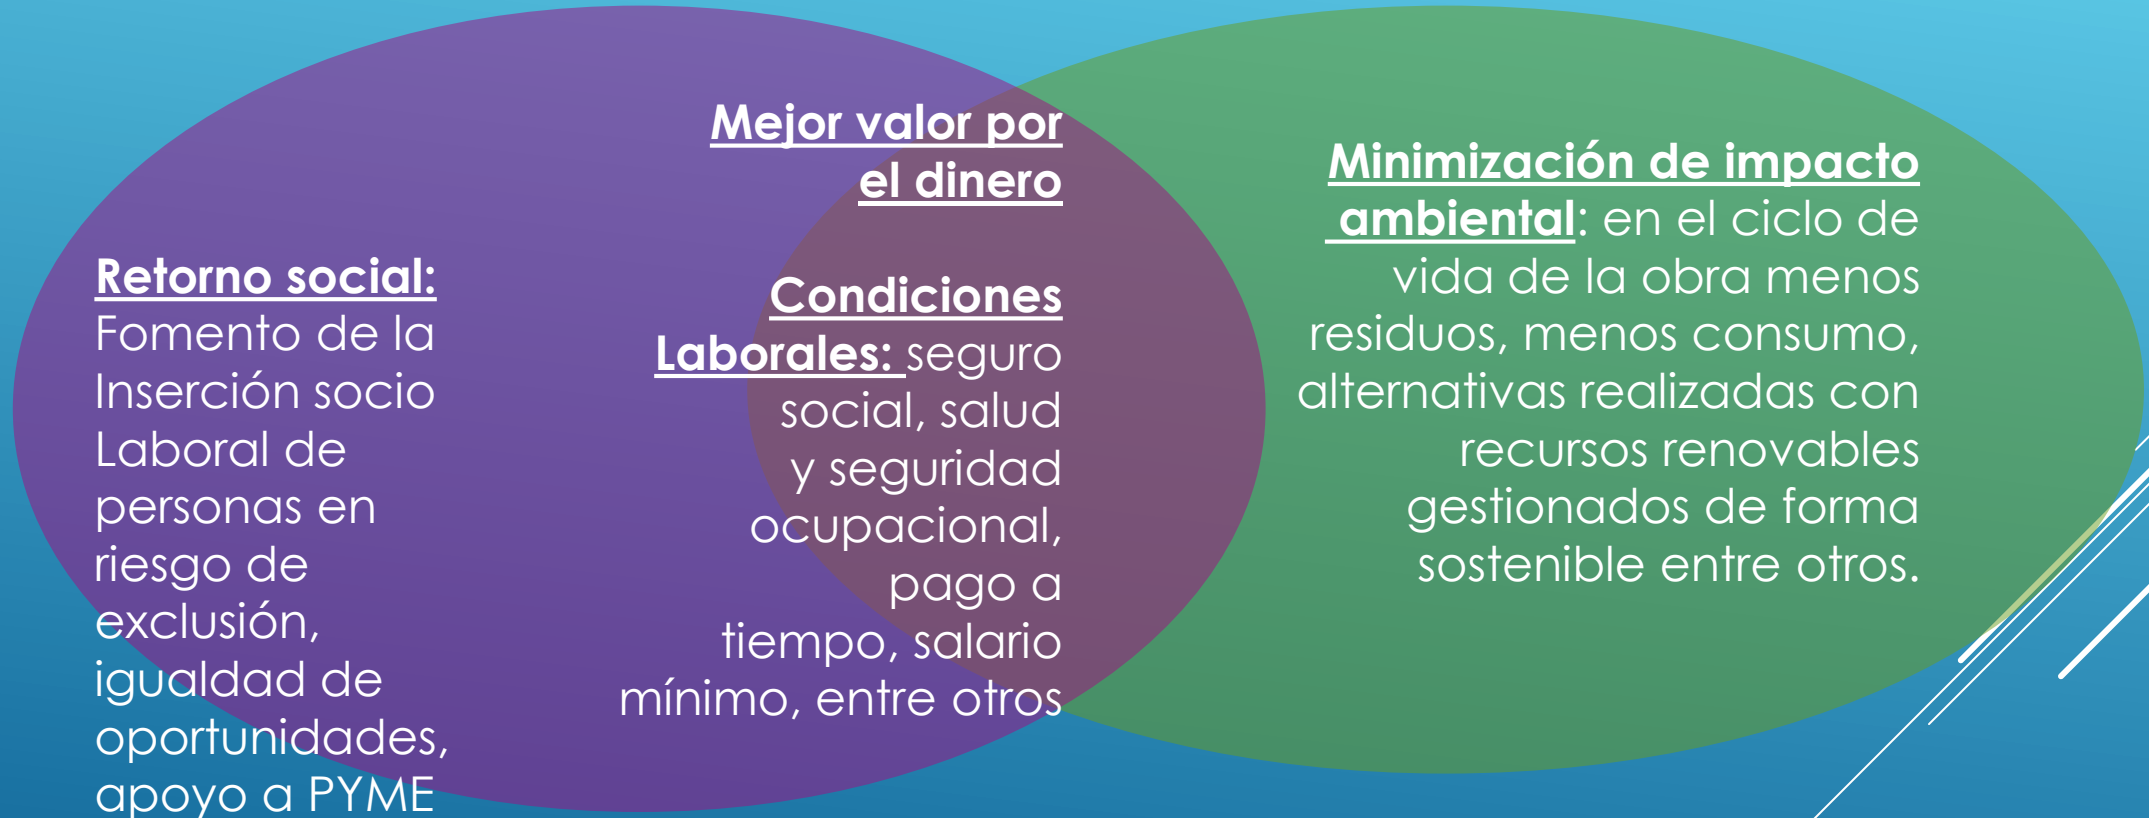 Retorno social:
Fomento de la
Inserción socio
Laboral de
personas en
riesgo de
exclusión,
igualdad de
oportunidades,
apoyo a PYME
Mejor valor por
el dinero
Condiciones
Laborales: seguro
social, salud
y seguridad
ocupacional,
pago a
tiempo, salario
mínimo, entre otros
Minimización de impacto
ambiental: en el ciclo de
vida de la obra menos
residuos, menos consumo,
alternativas realizadas con
recursos renovables
gestionados de forma
sostenible entre otros.